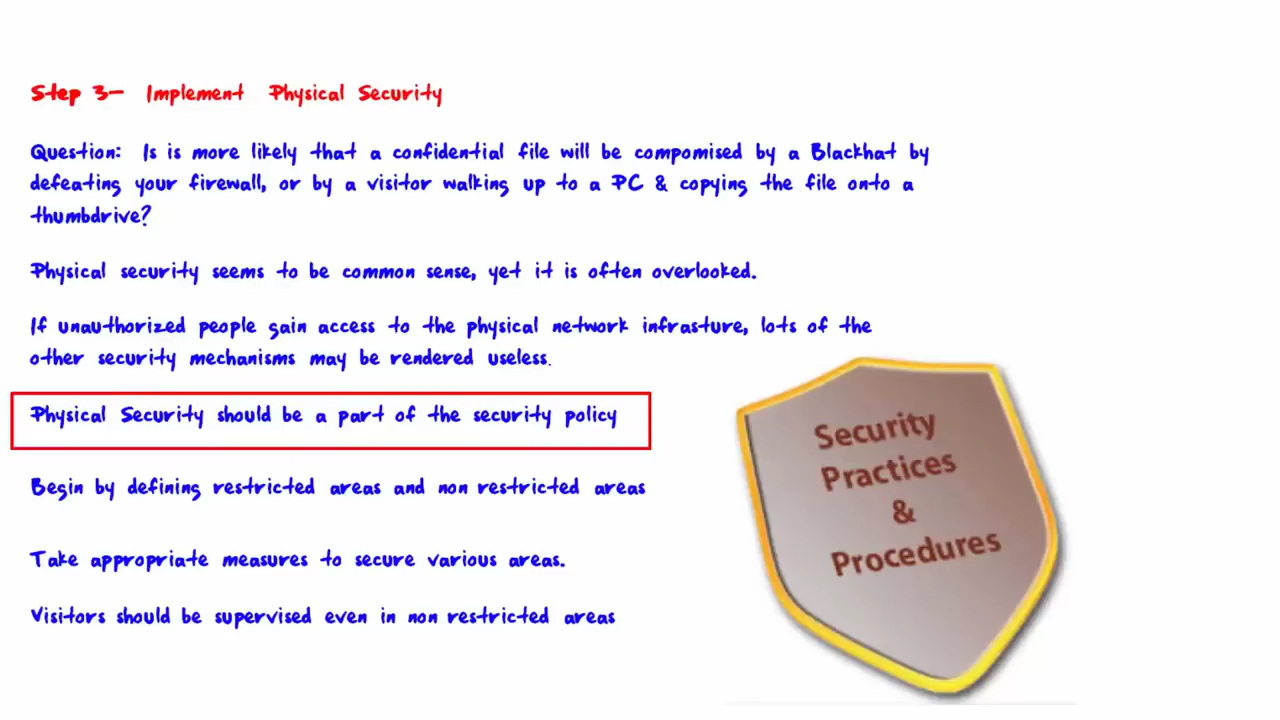 Step 3- Implement Physical Security
Question: Is is more likely that a confidential file will be compomised by a Blackhat by
defeating your firewall, or by a visitor walking up to a PC & copying the file onto a
thumbdrive?
Physical security seems to be common sense, yet it is often overlooked.
If unauthorized people gain access to the physical network infrasture, lots of the
other security mechanisms may be rendered useless.
Physical Security should be a part of the security policy
Begin by defining restricted areas and non restricted areas
Take appropriate measures to secure various areas.
Visitors should be supervised even in non restricted areas
Security
Practices
&
Procedures